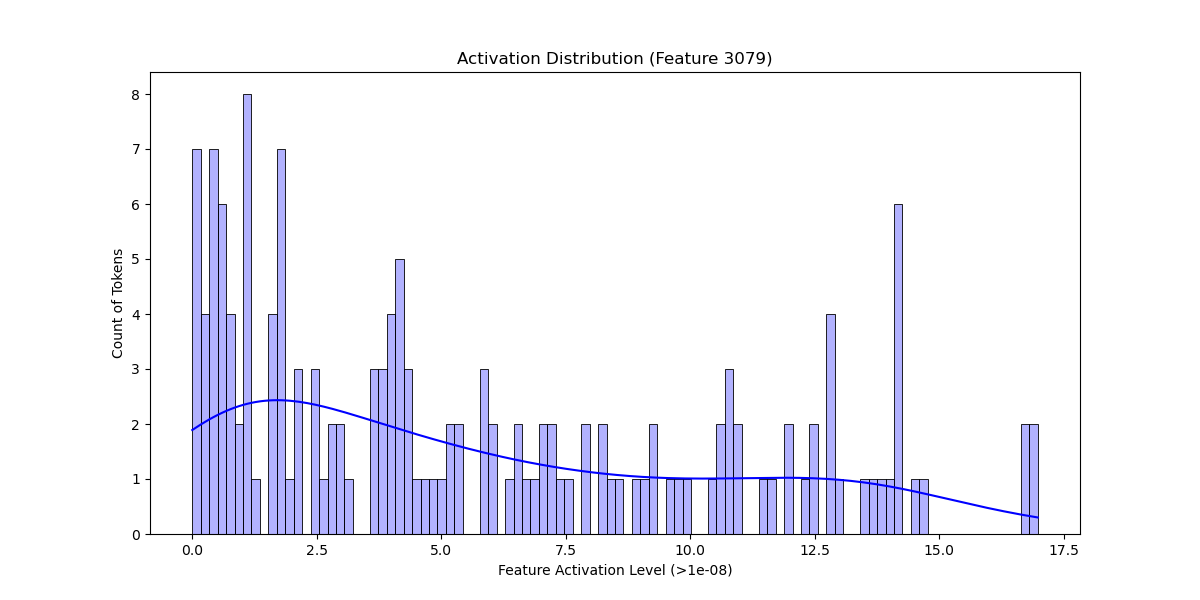 Activation Distribution (Feature 3079)
8
7
6
5
4
3
2
1
0
Count of Tokens
0.0 2.5 5.0 7.5 10.0 12.5 15.0 17.5
Feature Activation Level (>1e-08)